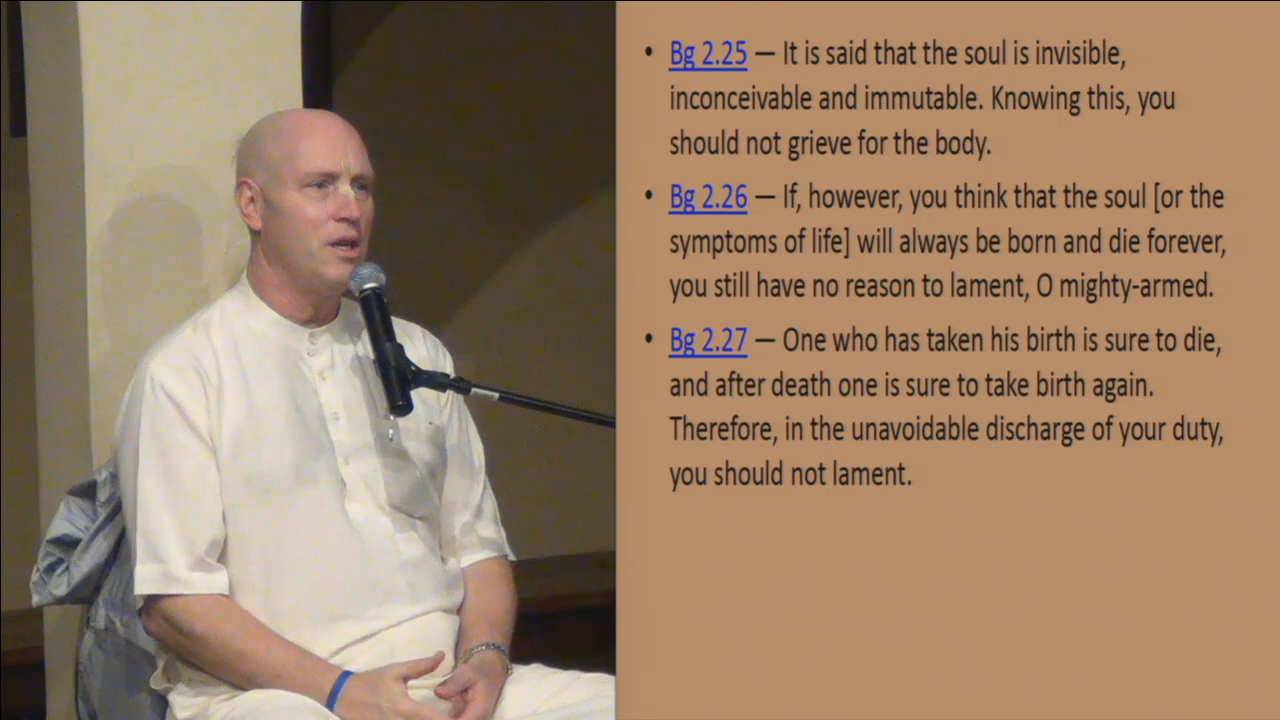 • Bg 2.25 — It is said that the soul is invisible,
inconceivable and immutable. Knowing this, you
should not grieve for the body.
• Bg 2.26 — If, however, you think that the soul [or the
symptoms of life] will always be born and die forever,
you still have no reason to lament, O mighty-armed.
• Bg 2.27 — One who has taken his birth is sure to die,
and after death one is sure to take birth again.
Therefore, in the unavoidable discharge of your duty,
you should not lament.